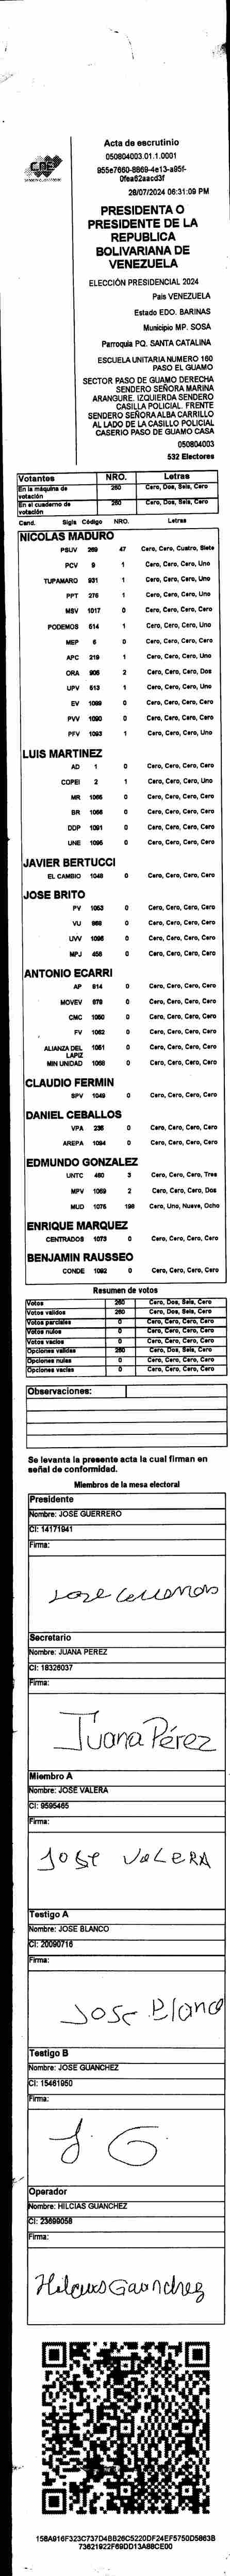 CNE
Acta de escrutinio
050804003.01.1.0001
955e7660-8869-4e13-a95f-
0fea62aacd3f
28/07/2024 06:31:09 PM
PRESIDENTA O
PRESIDENTE DE LA
REPUBLICA
BOLIVARIANA DE
VENEZUELA
ELECCIÓN PRESIDENCIAL 2024
País VENEZUELA
Estado EDO. BARINAS
Municipio MP. SOSA
Parroquia PQ. SANTA CATALINA
ESCUELA UNITARIA NUMERO 160
PASO EL GUAMO
SECTOR PASO DE GUAMO DERECHA
SENDERO SEÑORA MARINA
ARANGURE. IZQUIERDA SENDERO
CASILLA POLICIAL. FRENTE
SENDERO SEÑORA ALBA CARRILLO
AL LADO DE LA CASILLO POLICIAL
CASERIO PASO DE GUAMO CASA
050804003
532 Electores
Votantes NRO. Letras
En la máquina de votación 260 Cero, Dos, Seis, Cero
En el cuaderno de votación 260 Cero, Dos, Seis, Cero
Cand. Sigla Código NRO. Letras
NICOLAS MADURO
PSUV 269 47 Cero, Cero, Cuatro, Siete
PCV 9 1 Cero, Cero, Cero, Uno
TUPAMARO 931 1 Cero, Cero, Cero, Uno
PPT 276 1 Cero, Cero, Cero, Uno
MSV 1017 0 Cero, Cero, Cero, Cero
PODEMOS 614 1 Cero, Cero, Cero, Uno
MEP 6 0 Cero, Cero, Cero, Cero
APC 219 1 Cero, Cero, Cero, Uno
ORA 906 2 Cero, Cero, Cero, Dos
UPV 513 1 Cero, Cero, Cero, Uno
EV 1089 0 Cero, Cero, Cero, Cero
PVV 1090 0 Cero, Cero, Cero, Cero
PFV 1093 1 Cero, Cero, Cero, Uno
LUIS MARTINEZ
AD 1 0 Cero, Cero, Cero, Cero
COPEI 2 1 Cero, Cero, Cero, Uno
MR 1065 0 Cero, Cero, Cero, Cero
BR 1066 0 Cero, Cero, Cero, Cero
DDP 1091 0 Cero, Cero, Cero, Cero
UNE 1095 0 Cero, Cero, Cero, Cero
JAVIER BERTUCCI
EL CAMBIO 1048 0 Cero, Cero, Cero, Cero
JOSE BRITO
PV 1053 0 Cero, Cero, Cero, Cero
VU 968 0 Cero, Cero, Cero, Cero
UVV 1096 0 Cero, Cero, Cero, Cero
MPJ 456 0 Cero, Cero, Cero, Cero
ANTONIO ECARRI
AP 814 0 Cero, Cero, Cero, Cero
MOVEV 879 0 Cero, Cero, Cero, Cero
CMC 1050 0 Cero, Cero, Cero, Cero
FV 1062 0 Cero, Cero, Cero, Cero
ALIANZA DEL LAPIZ 1051 0 Cero, Cero, Cero, Cero
MIN UNIDAD 1068 0 Cero, Cero, Cero, Cero
CLAUDIO FERMIN
SPV 1049 0 Cero, Cero, Cero, Cero
DANIEL CEBALLOS
VPA 236 0 Cero, Cero, Cero, Cero
AREPA 1094 0 Cero, Cero, Cero, Cero
EDMUNDO GONZALEZ
UNTC 460 3 Cero, Cero, Cero, Tres
MPV 1069 2 Cero, Cero, Cero, Dos
MUD 1075 198 Cero, Uno, Nueve, Ocho
ENRIQUE MARQUEZ
CENTRADOS 1073 0 Cero, Cero, Cero, Cero
BENJAMIN RAUSSEO
CONDE 1092 0 Cero, Cero, Cero, Cero
Resumen de votos
Votos 260 Cero, Dos, Seis, Cero
Votos validos 260 Cero, Dos, Seis, Cero
Votos parciales 0 Cero, Cero, Cero, Cero
Votos nulos 0 Cero, Cero, Cero, Cero
Votos vacíos 0 Cero, Cero, Cero, Cero
Opciones validas 260 Cero, Dos, Seis, Cero
Opciones nulas 0 Cero, Cero, Cero, Cero
Opciones vacías 0 Cero, Cero, Cero, Cero
Observaciones:
Se levanta la presente acta la cual firman en
señal de conformidad.
Miembros de la mesa electoral
Presidente
Nombre: JOSE GUERRERO
CI: 14171941
Firma:
Secretario
Nombre: JUANA PEREZ
CI: 18326037
Firma:
Juana Pérez
Miembro A
Nombre: JOSE VALERA
CI: 9595465
Firma:
JOSE VALERA
Testigo A
Nombre: JOSE BLANCO
CI: 20090716
Firma:
Jose Blanco
Testigo B
Nombre: JOSE GUANCHEZ
CI: 15461950
Firma:
J. G
Operador
Nombre: HILCIAS GUANCHEZ
CI: 23699058
Firma:
Hilcias Guanchez
158A916F323C737D4BB26C5220DF24EF5750D5863B
73621922F69DD13A88CE00